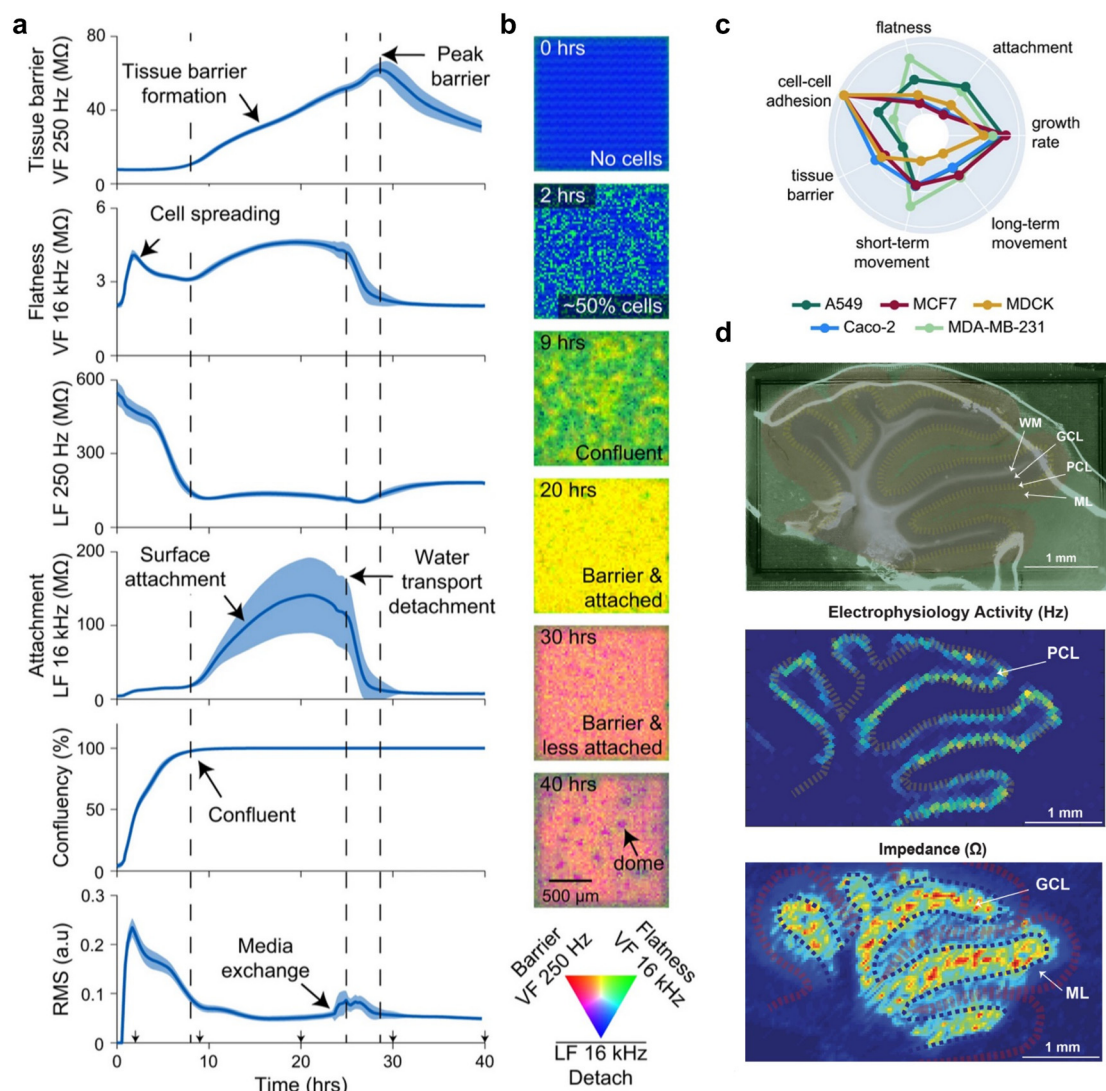 a
Tissue barrier
VF 250 Hz (MΩ)
80
40
0
Tissue barrier
formation
Peak
barrier
Flatness
VF 16 kHz (MΩ)
6
3
0
Cell spreading
LF 250 Hz (MΩ)
600
300
0
Attachment
LF 16 kHz (MΩ)
200
100
0
Surface
attachment
Water
transport
detachment
Confluency (%)
100
50
0
Confluent
RMS (a.u)
0.3
0.2
0.1
0
Media
exchange
0
10
20
30
40
Time (hrs)
b
0 hrs
No cells
2 hrs
~50% cells
9 hrs
Confluent
20 hrs
Barrier &
attached
30 hrs
Barrier &
less attached
40 hrs
dome
500 µm
Barrier
VF 250 Hz
Flatness
VF 16 kHz
LF 16 kHz
Detach
c
flatness
attachment
cell-cell
adhesion
growth
rate
tissue
barrier
short-term
movement
long-term
movement
A549
MCF7
MDCK
Caco-2
MDA-MB-231
d
WM
GCL
PCL
ML
1 mm
Electrophysiology Activity (Hz)
PCL
1 mm
Impedance (Ω)
GCL
ML
1 mm